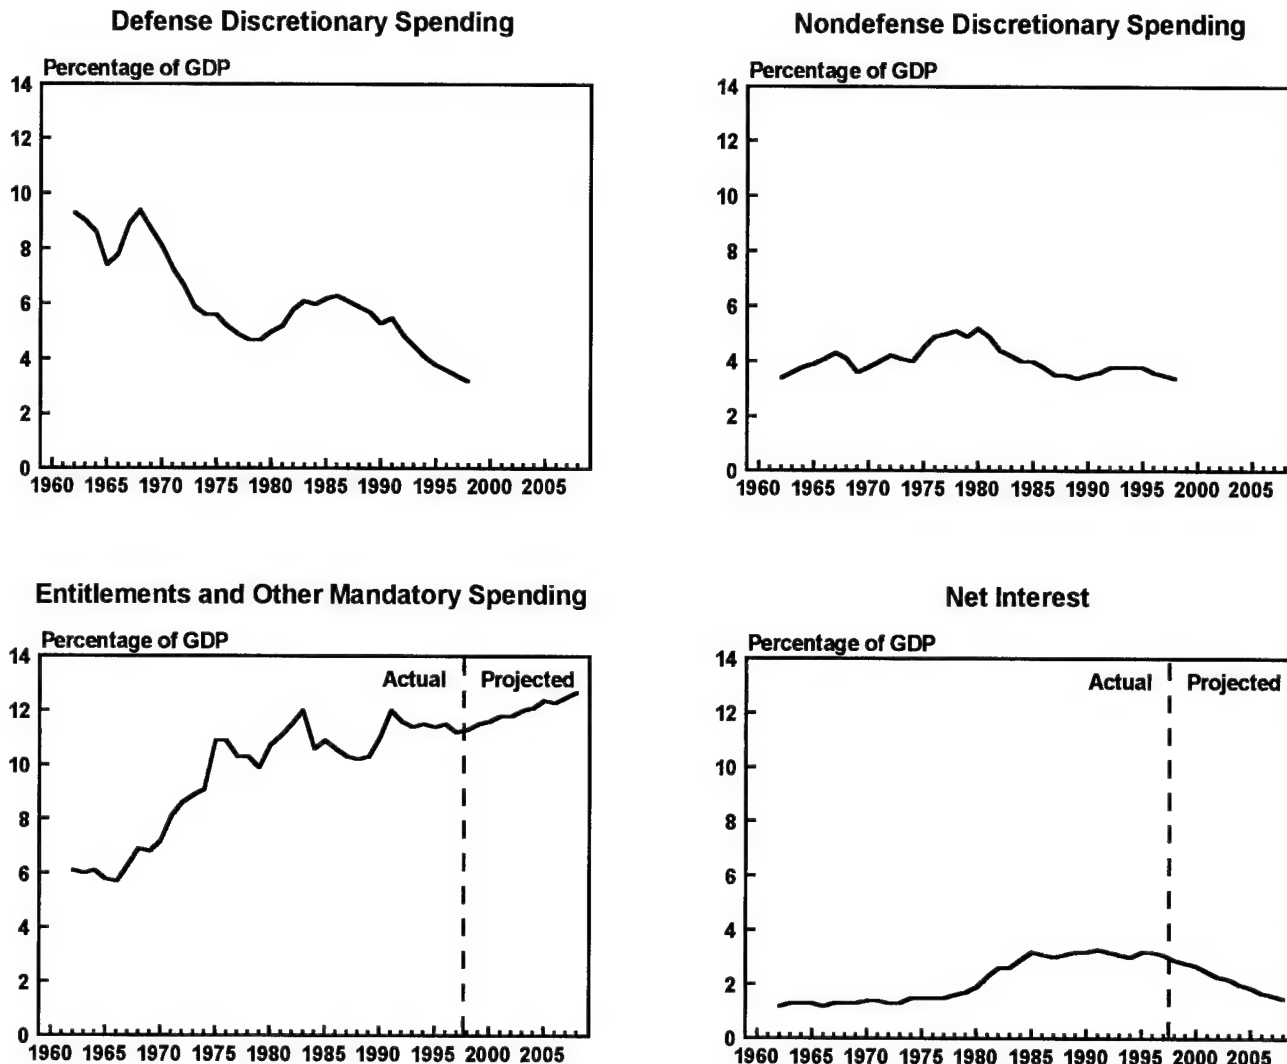 Defense Discretionary Spending
Percentage of GDP
14
12
10
8
6
4
2
0
1960 1965 1970 1975 1980 1985 1990 1995 2000 2005
Nondefense Discretionary Spending
Percentage of GDP
14
12
10
8
6
4
2
0
1960 1965 1970 1975 1980 1985 1990 1995 2000 2005
Entitlements and Other Mandatory Spending
Percentage of GDP
14
Actual Projected
12
10
8
6
4
2
0
1960 1965 1970 1975 1980 1985 1990 1995 2000 2005
Net Interest
Percentage of GDP
14
Actual Projected
12
10
8
6
4
2
0
1960 1965 1970 1975 1980 1985 1990 1995 2000 2005